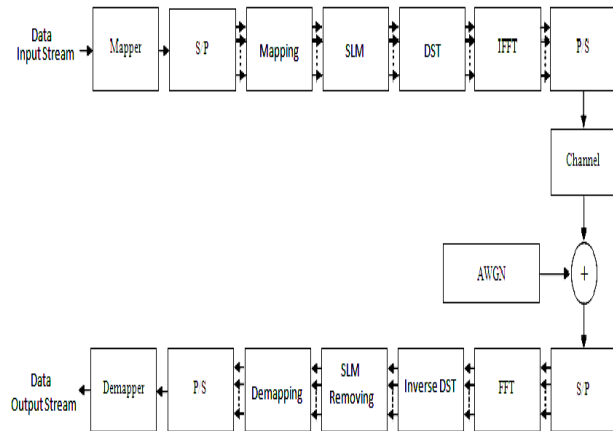 Data
Input Stream
Mapper
S/P
Mapping
SLM
DST
IFFT
P/S
Channel
AWGN
+
S/P
FFT
Inverse DST
SLM
Removing
Demapping
P/S
Demapper
Data
Output Stream